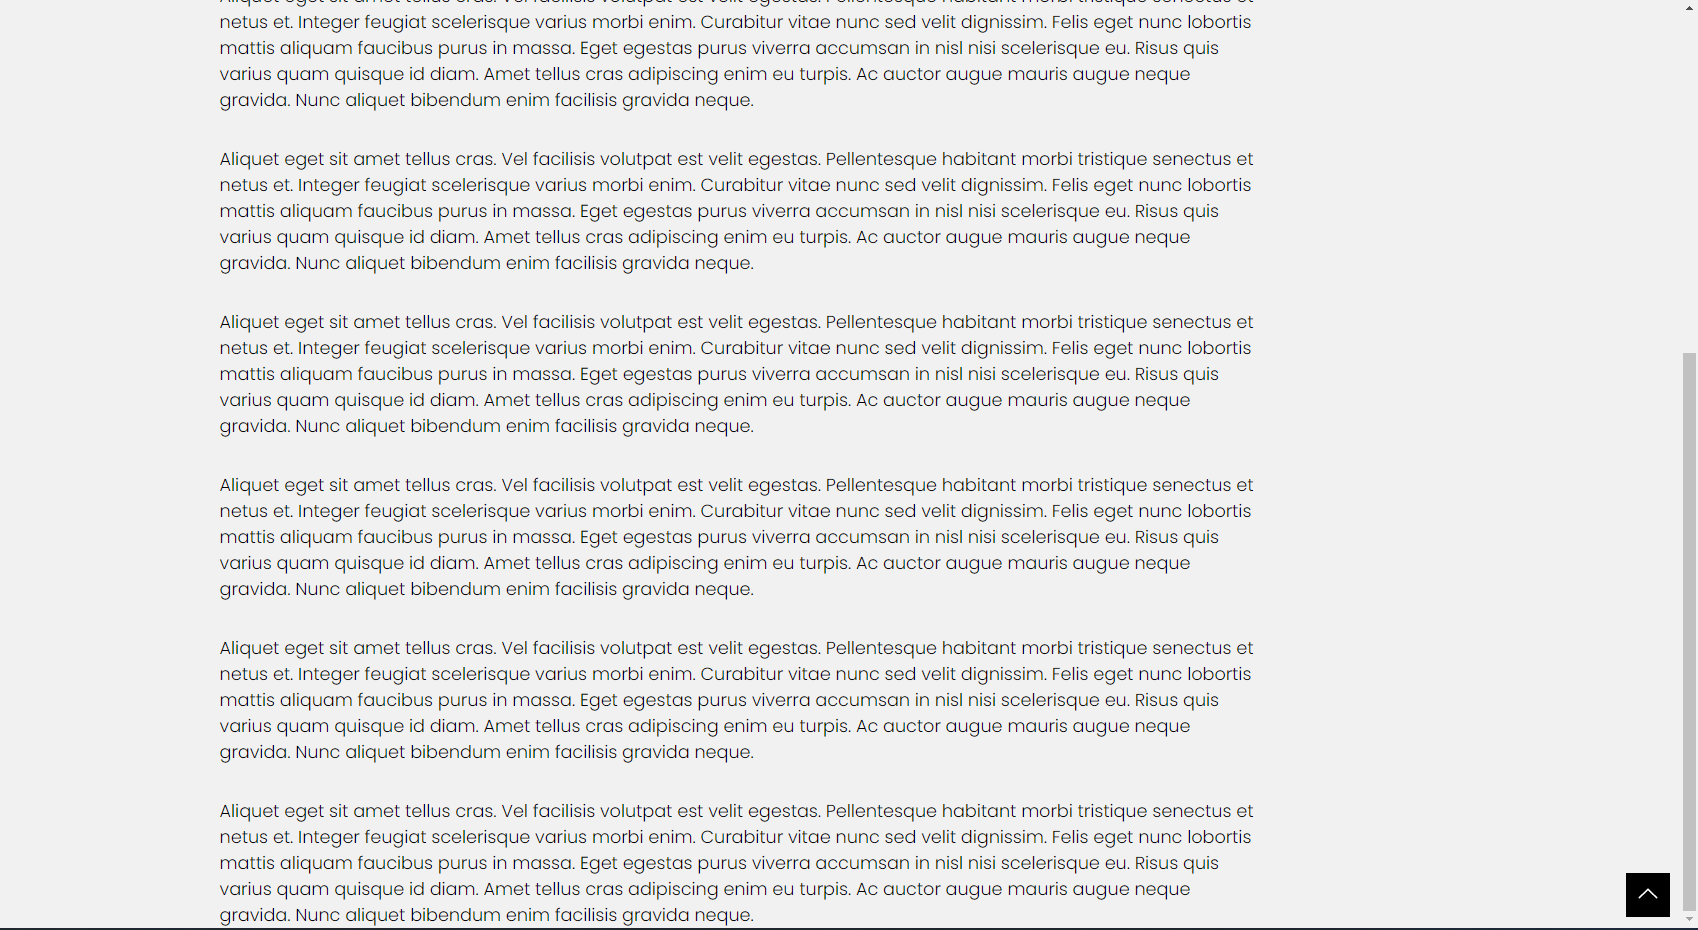 netus et. Integer feugiat scelerisque varius morbi enim. Curabitur vitae nunc sed velit dignissim. Felis eget nunc lobortis
mattis aliquam faucibus purus in massa. Eget egestas purus viverra accumsan in nisl nisi scelerisque eu. Risus quis
varius quam quisque id diam. Amet tellus cras adipiscing enim eu turpis. Ac auctor augue mauris augue neque
gravida. Nunc aliquet bibendum enim facilisis gravida neque.
Aliquet eget sit amet tellus cras. Vel facilisis volutpat est velit egestas. Pellentesque habitant morbi tristique senectus et
netus et. Integer feugiat scelerisque varius morbi enim. Curabitur vitae nunc sed velit dignissim. Felis eget nunc lobortis
mattis aliquam faucibus purus in massa. Eget egestas purus viverra accumsan in nisl nisi scelerisque eu. Risus quis
varius quam quisque id diam. Amet tellus cras adipiscing enim eu turpis. Ac auctor augue mauris augue neque
gravida. Nunc aliquet bibendum enim facilisis gravida neque.
Aliquet eget sit amet tellus cras. Vel facilisis volutpat est velit egestas. Pellentesque habitant morbi tristique senectus et
netus et. Integer feugiat scelerisque varius morbi enim. Curabitur vitae nunc sed velit dignissim. Felis eget nunc lobortis
mattis aliquam faucibus purus in massa. Eget egestas purus viverra accumsan in nisl nisi scelerisque eu. Risus quis
varius quam quisque id diam. Amet tellus cras adipiscing enim eu turpis. Ac auctor augue mauris augue neque
gravida. Nunc aliquet bibendum enim facilisis gravida neque.
Aliquet eget sit amet tellus cras. Vel facilisis volutpat est velit egestas. Pellentesque habitant morbi tristique senectus et
netus et. Integer feugiat scelerisque varius morbi enim. Curabitur vitae nunc sed velit dignissim. Felis eget nunc lobortis
mattis aliquam faucibus purus in massa. Eget egestas purus viverra accumsan in nisl nisi scelerisque eu. Risus quis
varius quam quisque id diam. Amet tellus cras adipiscing enim eu turpis. Ac auctor augue mauris augue neque
gravida. Nunc aliquet bibendum enim facilisis gravida neque.
Aliquet eget sit amet tellus cras. Vel facilisis volutpat est velit egestas. Pellentesque habitant morbi tristique senectus et
netus et. Integer feugiat scelerisque varius morbi enim. Curabitur vitae nunc sed velit dignissim. Felis eget nunc lobortis
mattis aliquam faucibus purus in massa. Eget egestas purus viverra accumsan in nisl nisi scelerisque eu. Risus quis
varius quam quisque id diam. Amet tellus cras adipiscing enim eu turpis. Ac auctor augue mauris augue neque
gravida. Nunc aliquet bibendum enim facilisis gravida neque.
Aliquet eget sit amet tellus cras. Vel facilisis volutpat est velit egestas. Pellentesque habitant morbi tristique senectus et
netus et. Integer feugiat scelerisque varius morbi enim. Curabitur vitae nunc sed velit dignissim. Felis eget nunc lobortis
mattis aliquam faucibus purus in massa. Eget egestas purus viverra accumsan in nisl nisi scelerisque eu. Risus quis
varius quam quisque id diam. Amet tellus cras adipiscing enim eu turpis. Ac auctor augue mauris augue neque
gravida. Nunc aliquet bibendum enim facilisis gravida neque.